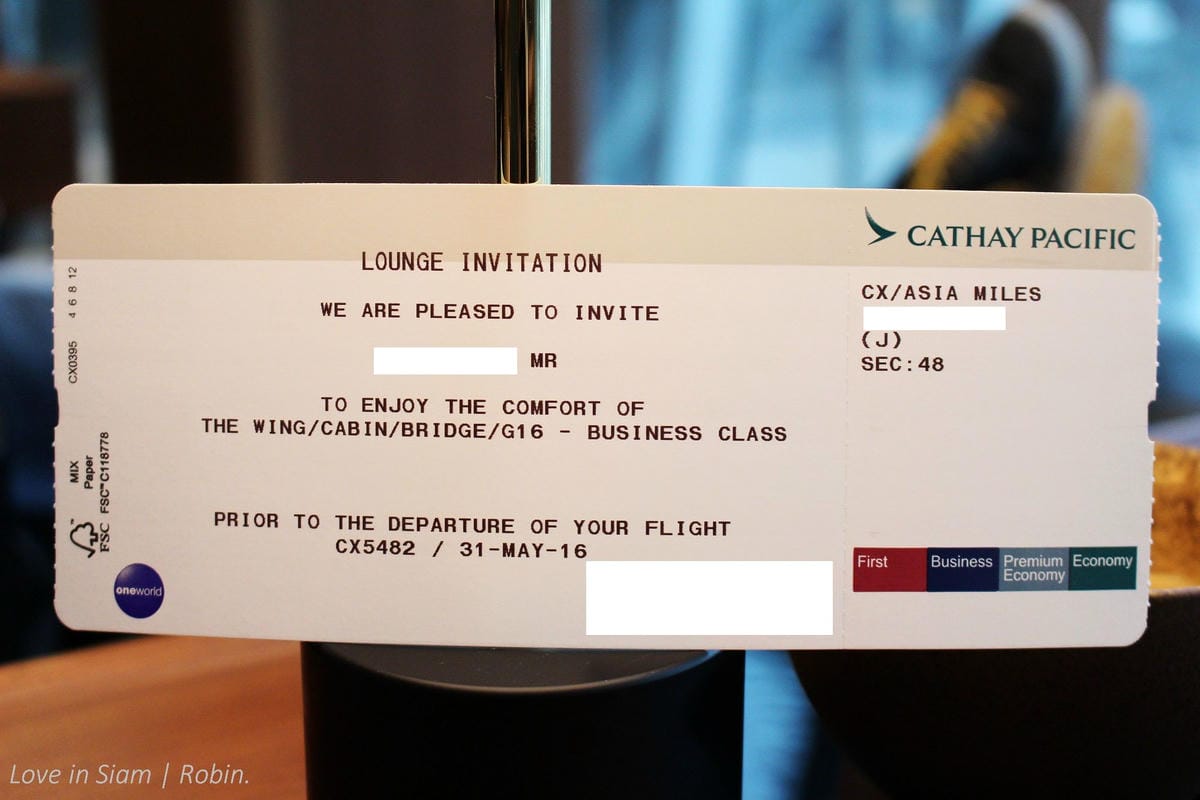 CATHAY PACIFIC
LOUNGE INVITATION
WE ARE PLEASED TO INVITE
MR
TO ENJOY THE COMFORT OF
THE WING/CABIN/BRIDGE/G16 - BUSINESS CLASS
PRIOR TO THE DEPARTURE OF YOUR FLIGHT
CX5482 / 31-MAY-16
CX/ASIA MILES
(J)
SEC:48
First
Business
Premium
Economy
Economy
CX0395 4 6 8 12
MIX
Paper
FSC™ C118778
FSC™
oneworld
Love in Siam | Robin.